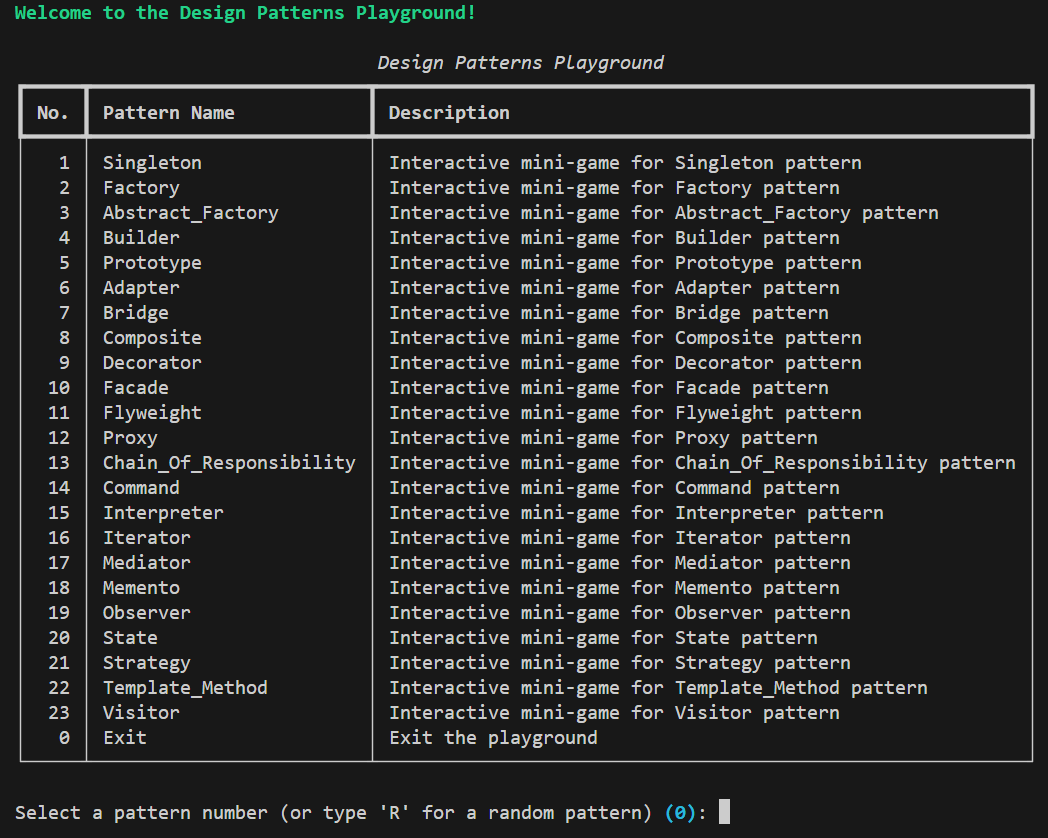 Welcome to the Design Patterns Playground!
Design Patterns Playground
No. Pattern Name Description
1 Singleton Interactive mini-game for Singleton pattern
2 Factory Interactive mini-game for Factory pattern
3 Abstract_Factory Interactive mini-game for Abstract_Factory pattern
4 Builder Interactive mini-game for Builder pattern
5 Prototype Interactive mini-game for Prototype pattern
6 Adapter Interactive mini-game for Adapter pattern
7 Bridge Interactive mini-game for Bridge pattern
8 Composite Interactive mini-game for Composite pattern
9 Decorator Interactive mini-game for Decorator pattern
10 Facade Interactive mini-game for Facade pattern
11 Flyweight Interactive mini-game for Flyweight pattern
12 Proxy Interactive mini-game for Proxy pattern
13 Chain_Of_Responsibility Interactive mini-game for Chain_Of_Responsibility pattern
14 Command Interactive mini-game for Command pattern
15 Interpreter Interactive mini-game for Interpreter pattern
16 Iterator Interactive mini-game for Iterator pattern
17 Mediator Interactive mini-game for Mediator pattern
18 Memento Interactive mini-game for Memento pattern
19 Observer Interactive mini-game for Observer pattern
20 State Interactive mini-game for State pattern
21 Strategy Interactive mini-game for Strategy pattern
22 Template_Method Interactive mini-game for Template_Method pattern
23 Visitor Interactive mini-game for Visitor pattern
0 Exit Exit the playground
Select a pattern number (or type 'R' for a random pattern) (0):